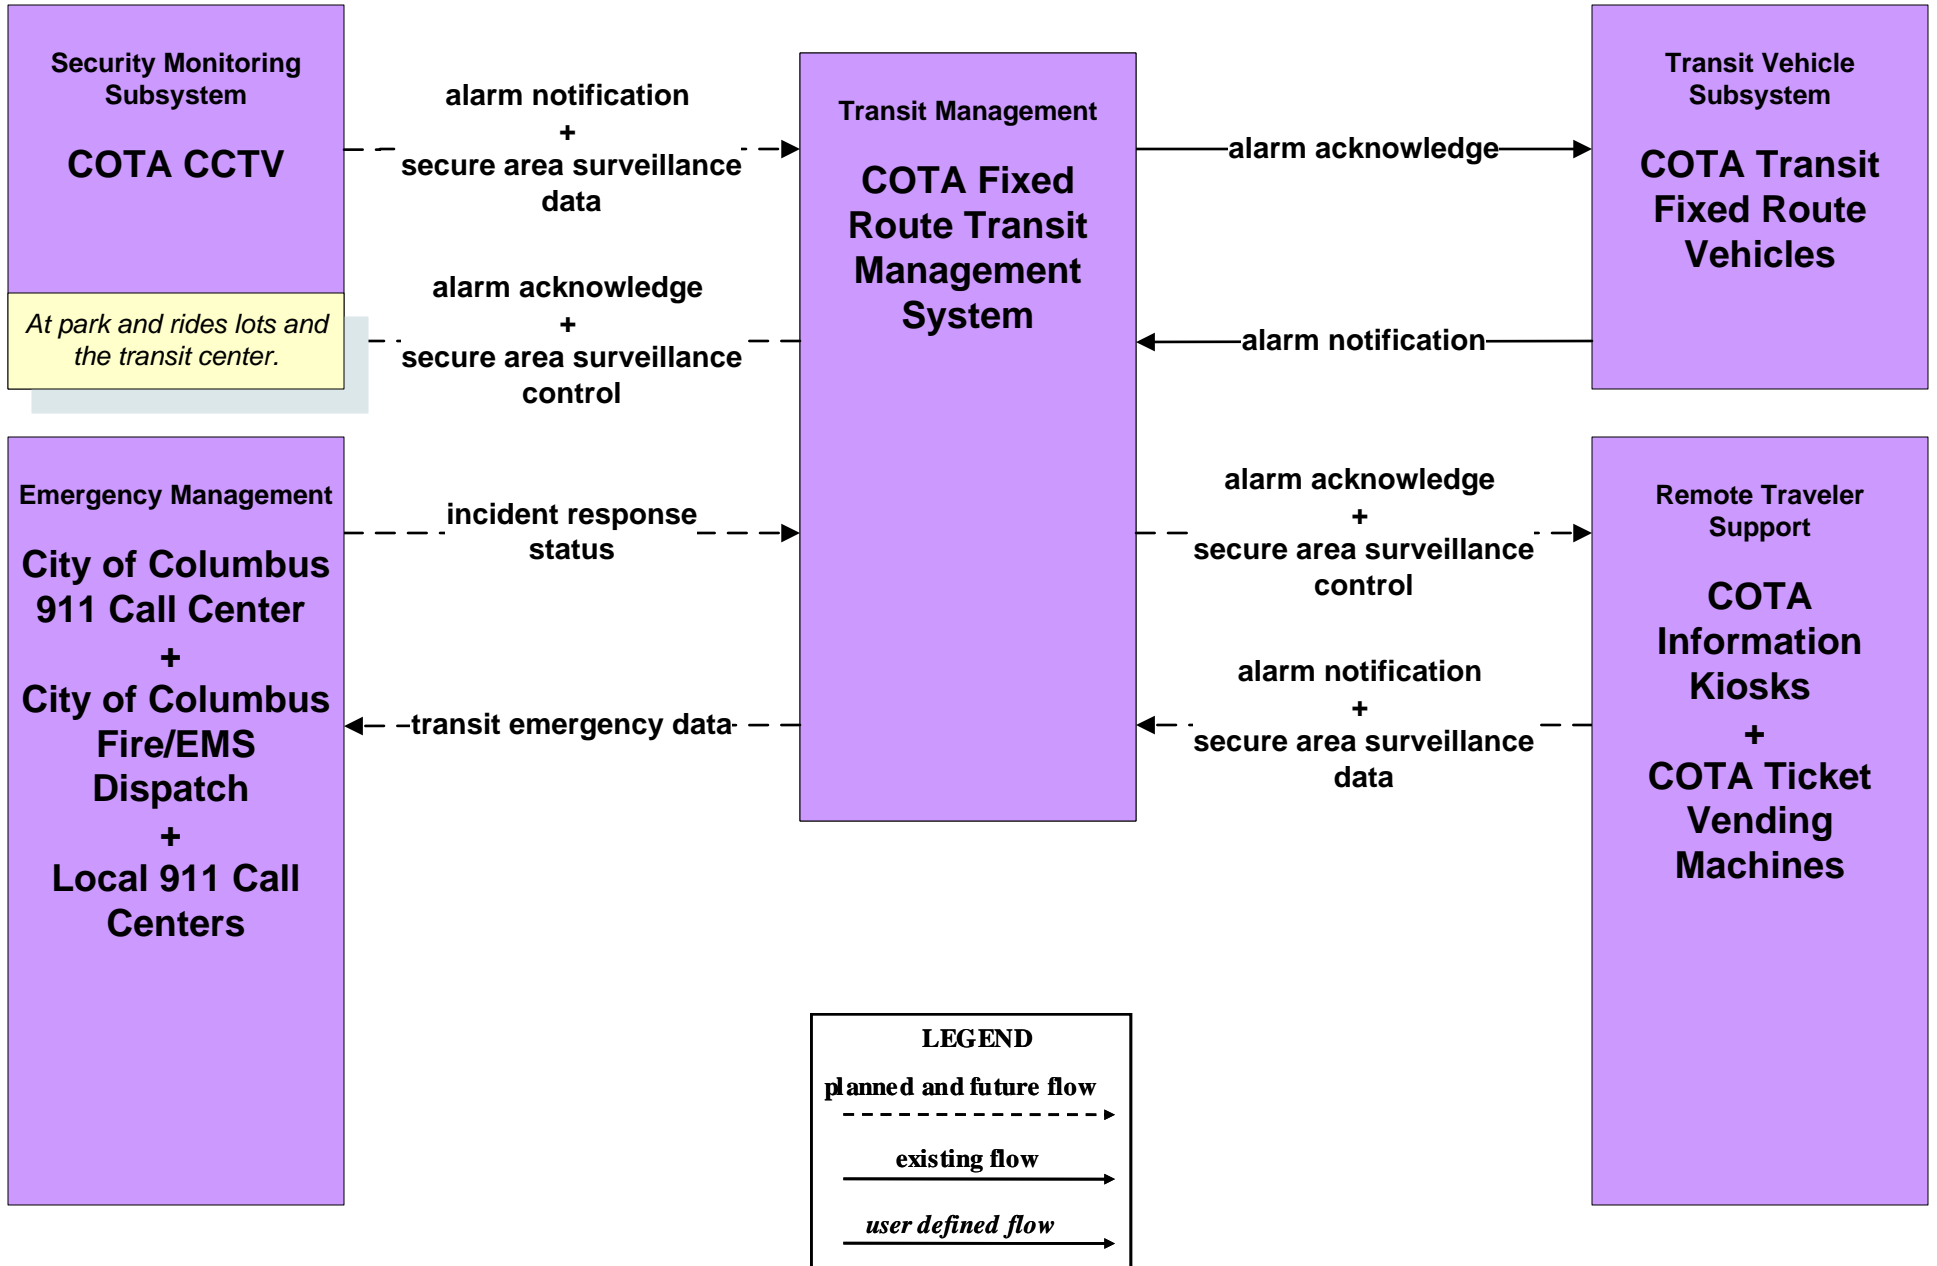 Security Monitoring
Subsystem
COTA CCTV
At park and rides lots and
the transit center.
alarm notification
+
secure area surveillance
data
alarm acknowledge
+
secure area surveillance
control
Transit Management
COTA Fixed
Route Transit
Management
System
alarm acknowledge
alarm notification
Transit Vehicle
Subsystem
COTA Transit
Fixed Route
Vehicles
Emergency Management
City of Columbus
911 Call Center
+
City of Columbus
Fire/EMS
Dispatch
+
Local 911 Call
Centers
incident response
status
transit emergency data
alarm acknowledge
+
secure area surveillance
control
alarm notification
+
secure area surveillance
data
Remote Traveler
Support
COTA
Information
Kiosks
+
COTA Ticket
Vending
Machines
LEGEND
planned and future flow
existing flow
user defined flow